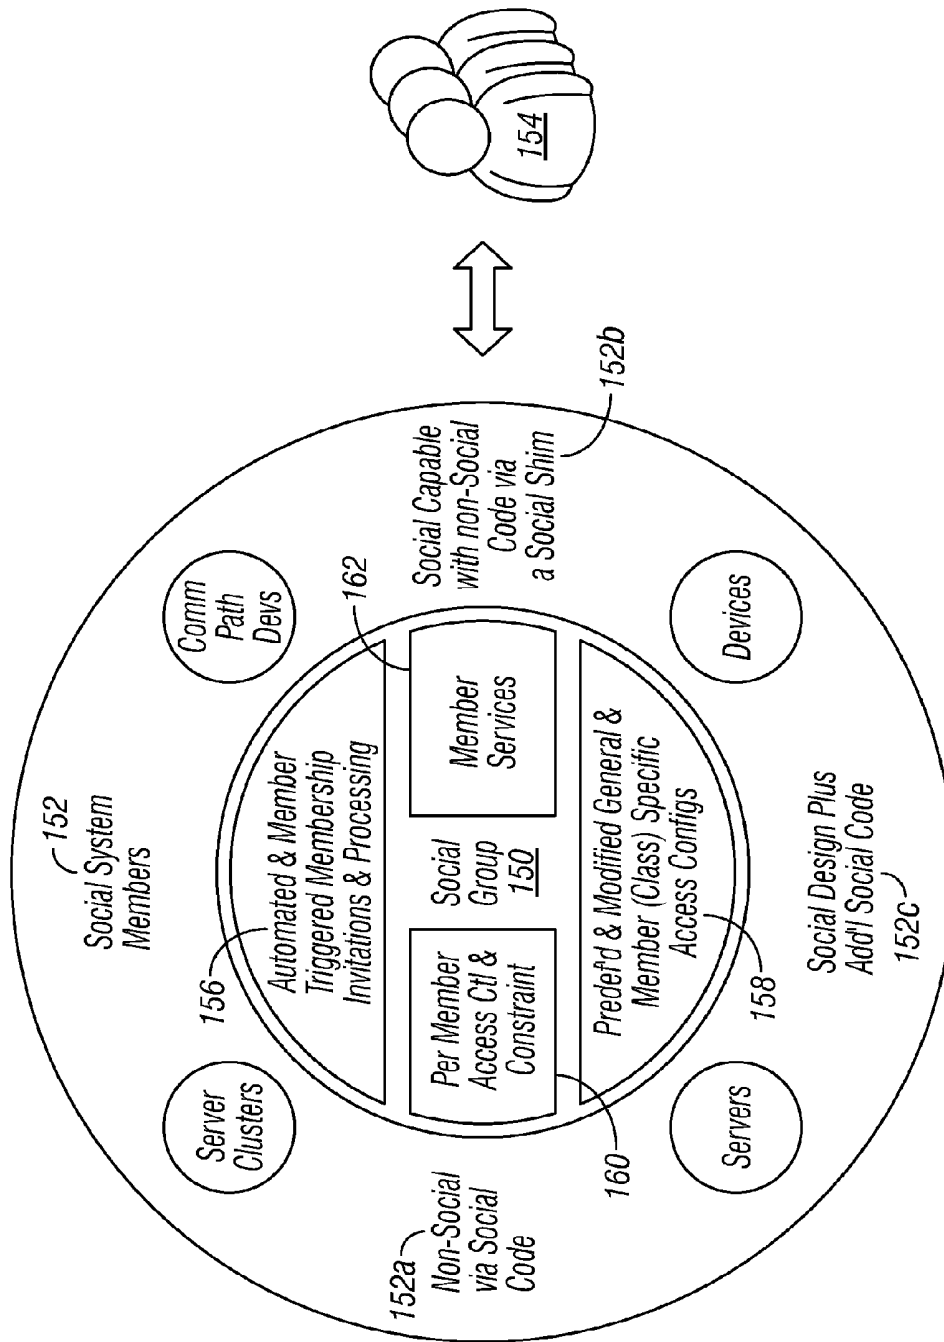 152
Social System
Members
Server
Clusters
Comm
Path
Devs
156
Automated & Member
Triggered Membership
Invitations & Processing
162
152a
Non-Social
via Social
Code
Per Member
Access Ctl &
Constraint
Social
Group
150
Member
Services
Social Capable
with non-Social
Code via
a Social Shim
152b
154
160
Predef'd & Modified General &
Member (Class) Specific
Access Configs
158
Servers
Devices
Social Design Plus
Add'l Social Code
152c